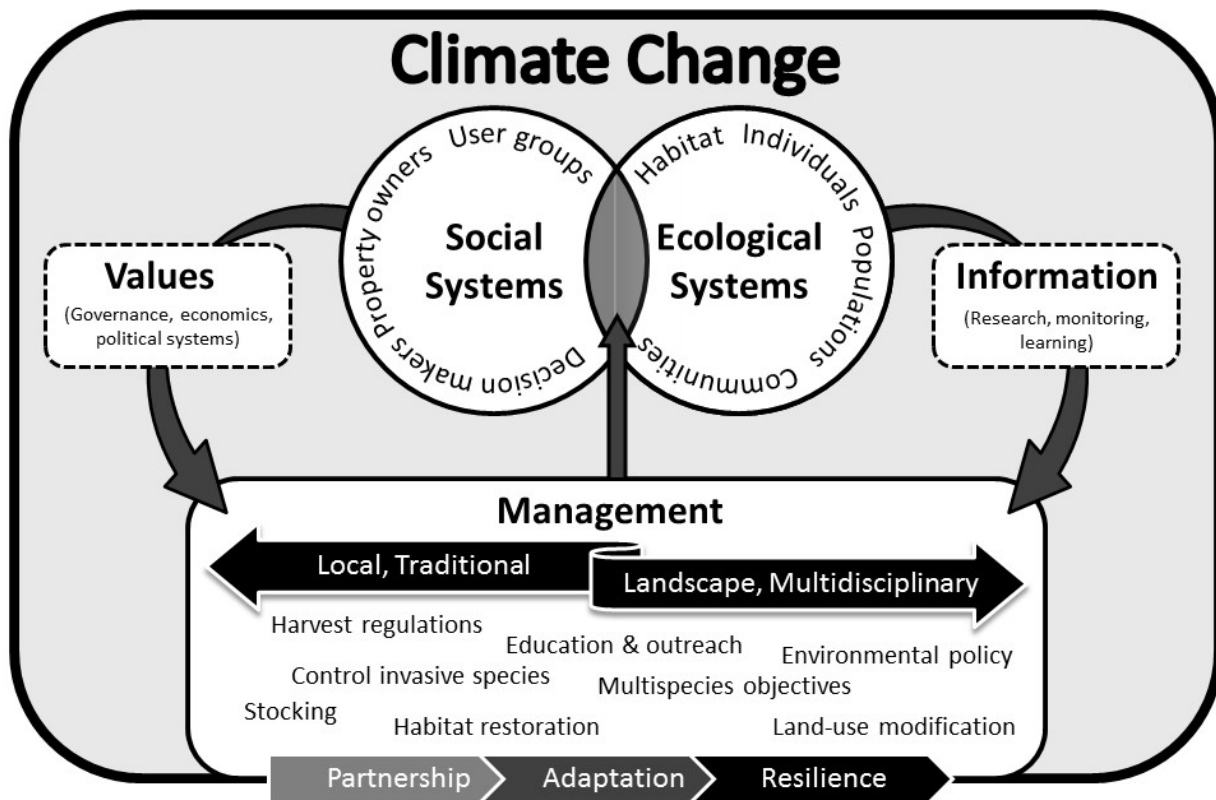 Climate Change
Property owners User groups
Decision makers
Social
Systems
Habitat Individuals Populations
Communities
Ecological
Systems
Values
(Governance, economics,
political systems)
Information
(Research, monitoring,
learning)
Management
Local, Traditional
Landscape, Multidisciplinary
Harvest regulations
Education & outreach
Environmental policy
Control invasive species
Multispecies objectives
Stocking
Habitat restoration
Land-use modification
Partnership
Adaptation
Resilience